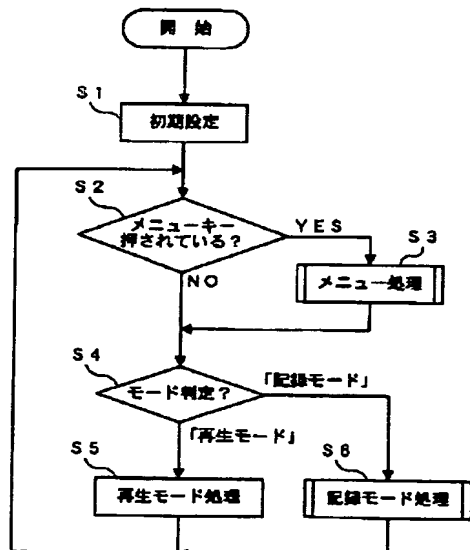 開 始
S1
初期設定
S2
メニューキー
押されている?
YES
S3
メニュー処理
NO
S4
モード判定?
「記録モード」
「再生モード」
S5
再生モード処理
S6
記録モード処理